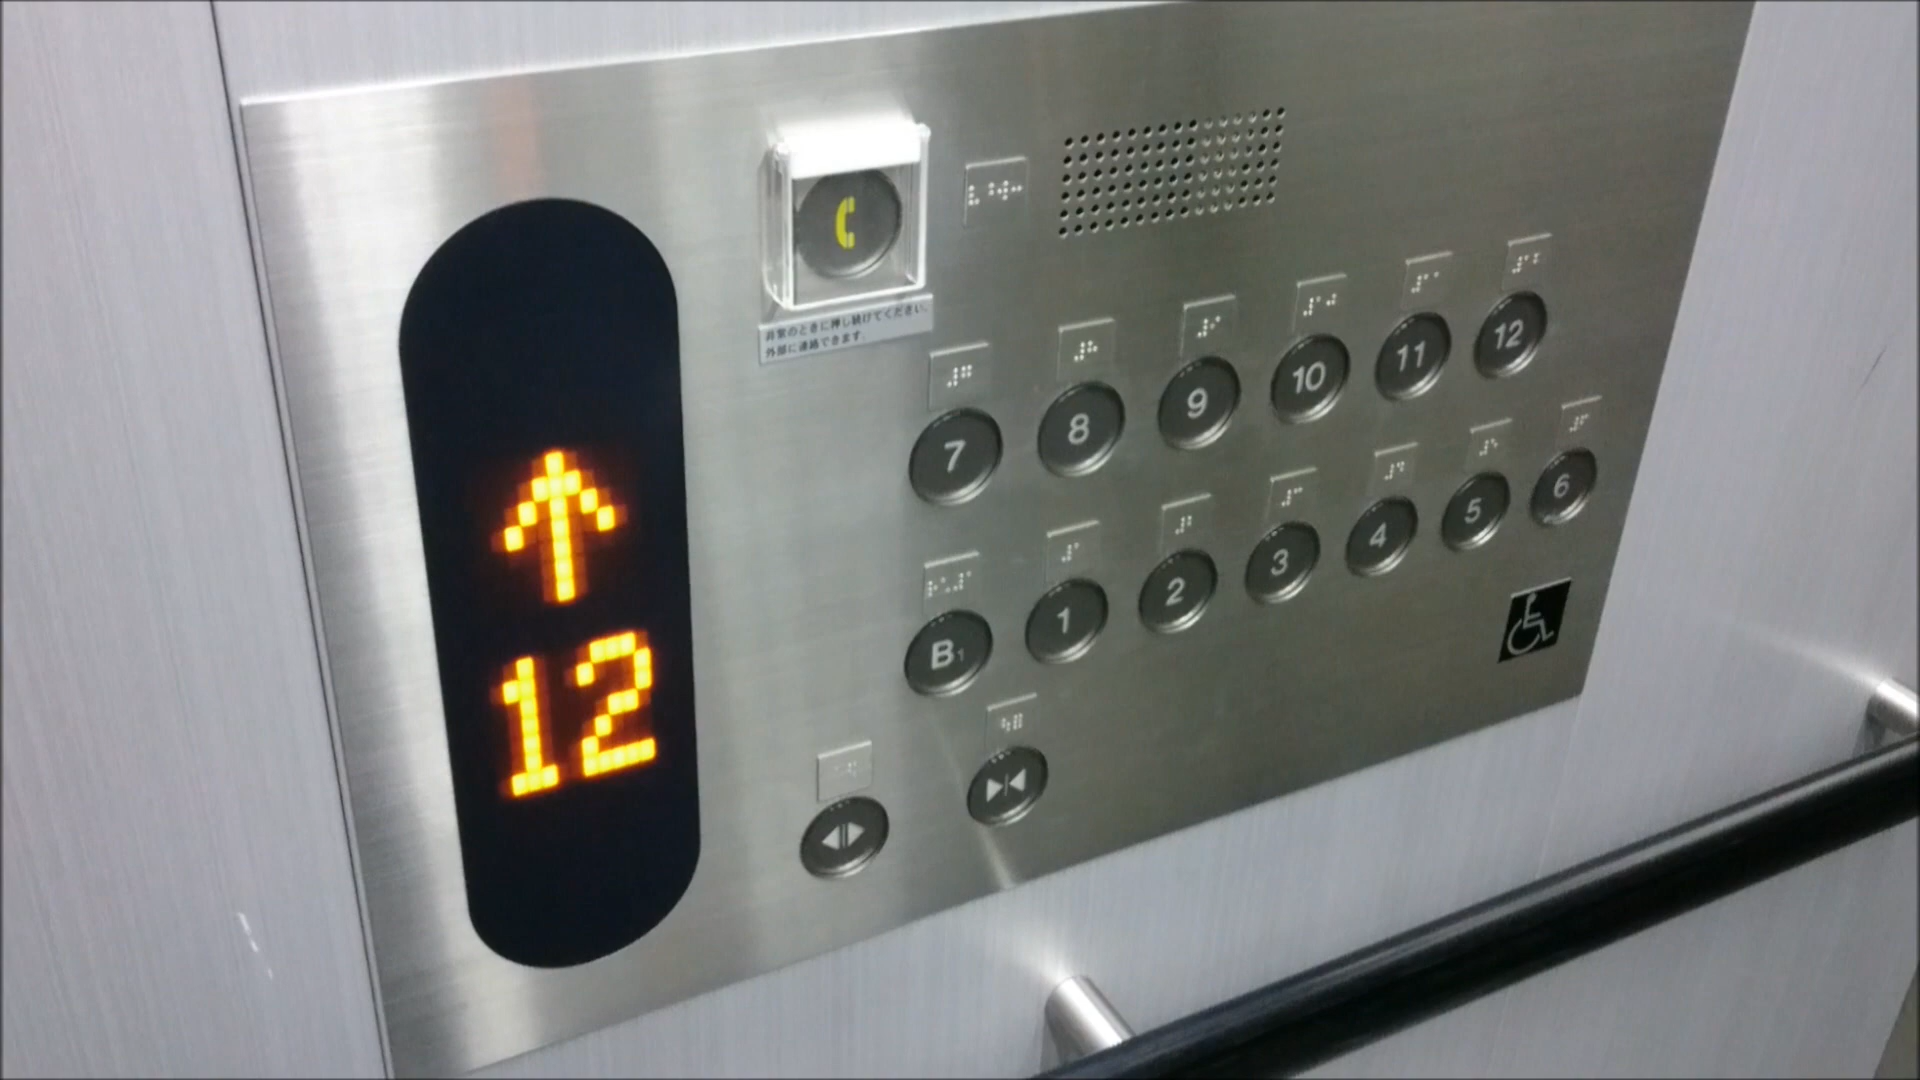 非常のときに押し続けてください。
外部に連絡できます。
7 8 9 10 11 12
B1 1 2 3 4 5 6
12